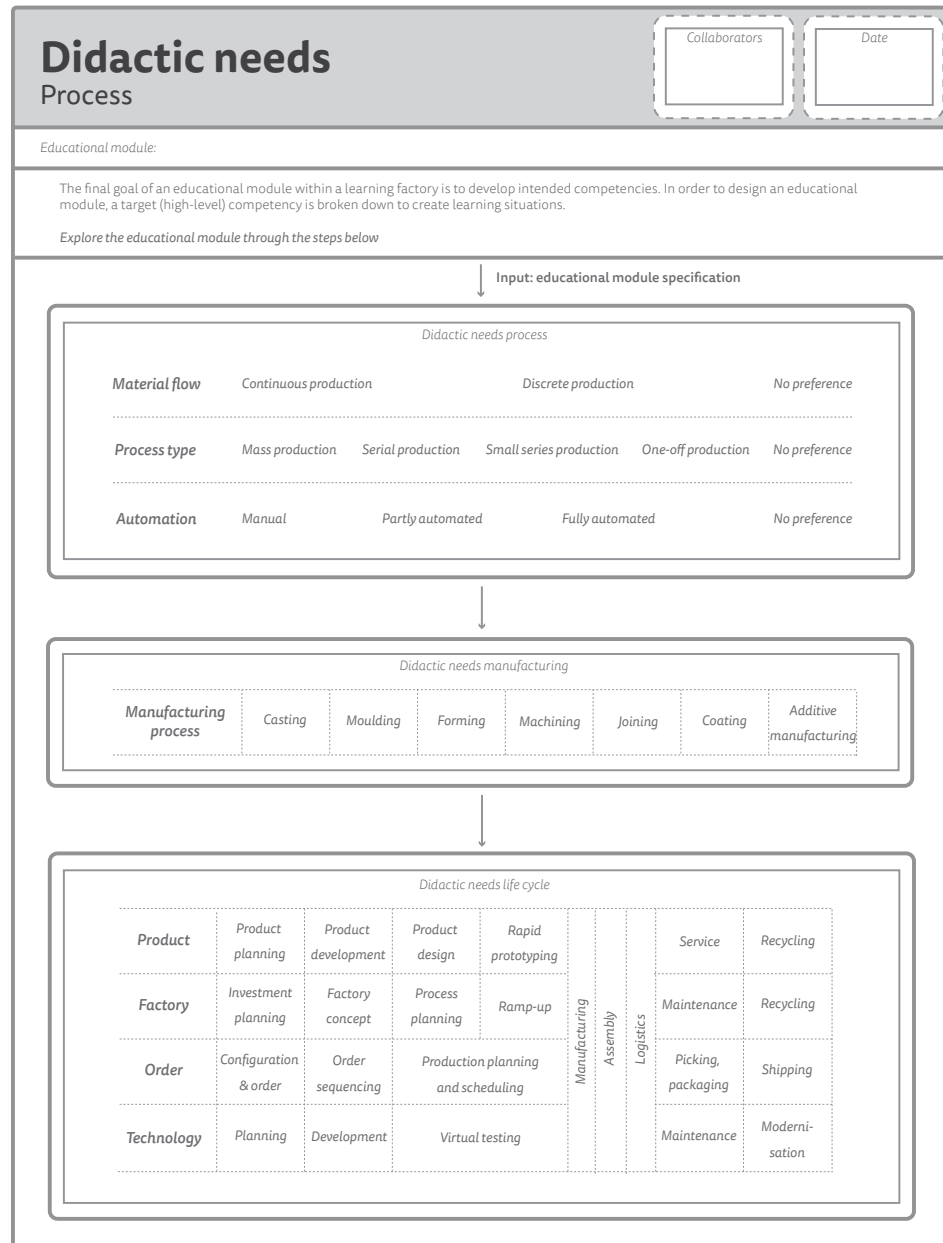 Didactic needs
Process
Collaborators
Date
Educational module:
The final goal of an educational module within a learning factory is to develop intended competencies. In order to design an educational
module, a target (high-level) competency is broken down to create learning situations.
Explore the educational module through the steps below
Input: educational module specification
Didactic needs process
Material flow Continuous production Discrete production No preference
Process type Mass production Serial production Small series production One-off production No preference
Automation Manual Partly automated Fully automated No preference
Didactic needs manufacturing
Manufacturing
process
Casting
Moulding
Forming
Machining
Joining
Coating
Additive
manufacturing
Didactic needs life cycle
Product
Product
planning
Product
development
Product
design
Rapid
prototyping
Manufacturing
Assembly
Logistics
Service
Recycling
Factory
Investment
planning
Factory
concept
Process
planning
Ramp-up
Maintenance
Recycling
Order
Configuration
& order
Order
sequencing
Production planning
and scheduling
Picking,
packaging
Shipping
Technology
Planning
Development
Virtual testing
Maintenance
Moderni-
sation